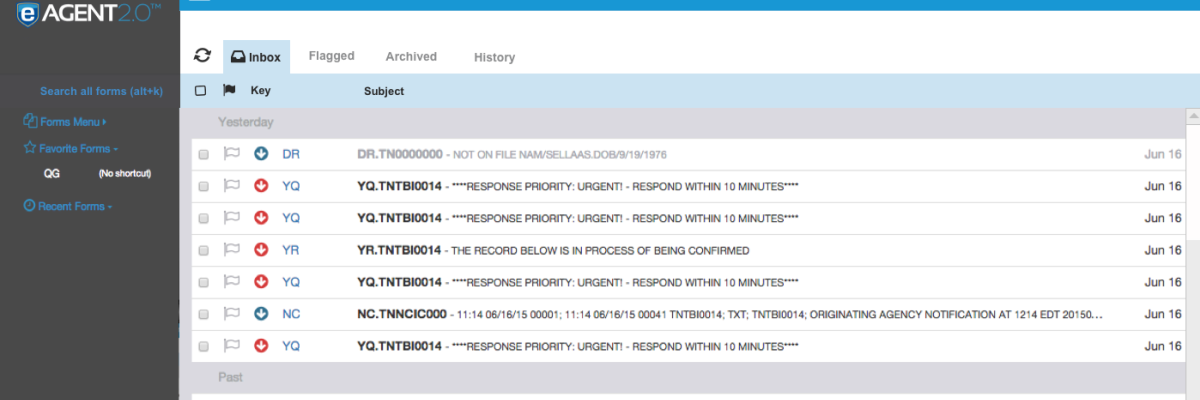 e AGENT2.0™
Inbox Flagged Archived History
Search all forms (alt+k)
Key Subject
Forms Menu
Yesterday
Favorite Forms
QG (No shortcut)
Recent Forms
DR DR.TN0000000 - NOT ON FILE NAM/SELLAAS.DOB/9/19/1976 Jun 16
YQ YQ.TNTBI0014 - ****RESPONSE PRIORITY: URGENT! - RESPOND WITHIN 10 MINUTES**** Jun 16
YQ YQ.TNTBI0014 - ****RESPONSE PRIORITY: URGENT! - RESPOND WITHIN 10 MINUTES**** Jun 16
YR YR.TNTBI0014 - THE RECORD BELOW IS IN PROCESS OF BEING CONFIRMED Jun 16
YQ YQ.TNTBI0014 - ****RESPONSE PRIORITY: URGENT! - RESPOND WITHIN 10 MINUTES**** Jun 16
NC NC.TNNCIC000 - 11:14 06/16/15 00001; 11:14 06/16/15 00041 TNTBI0014; TXT; TNTBI0014; ORIGINATING AGENCY NOTIFICATION AT 1214 EDT 20150... Jun 16
YQ YQ.TNTBI0014 - ****RESPONSE PRIORITY: URGENT! - RESPOND WITHIN 10 MINUTES**** Jun 16
Past